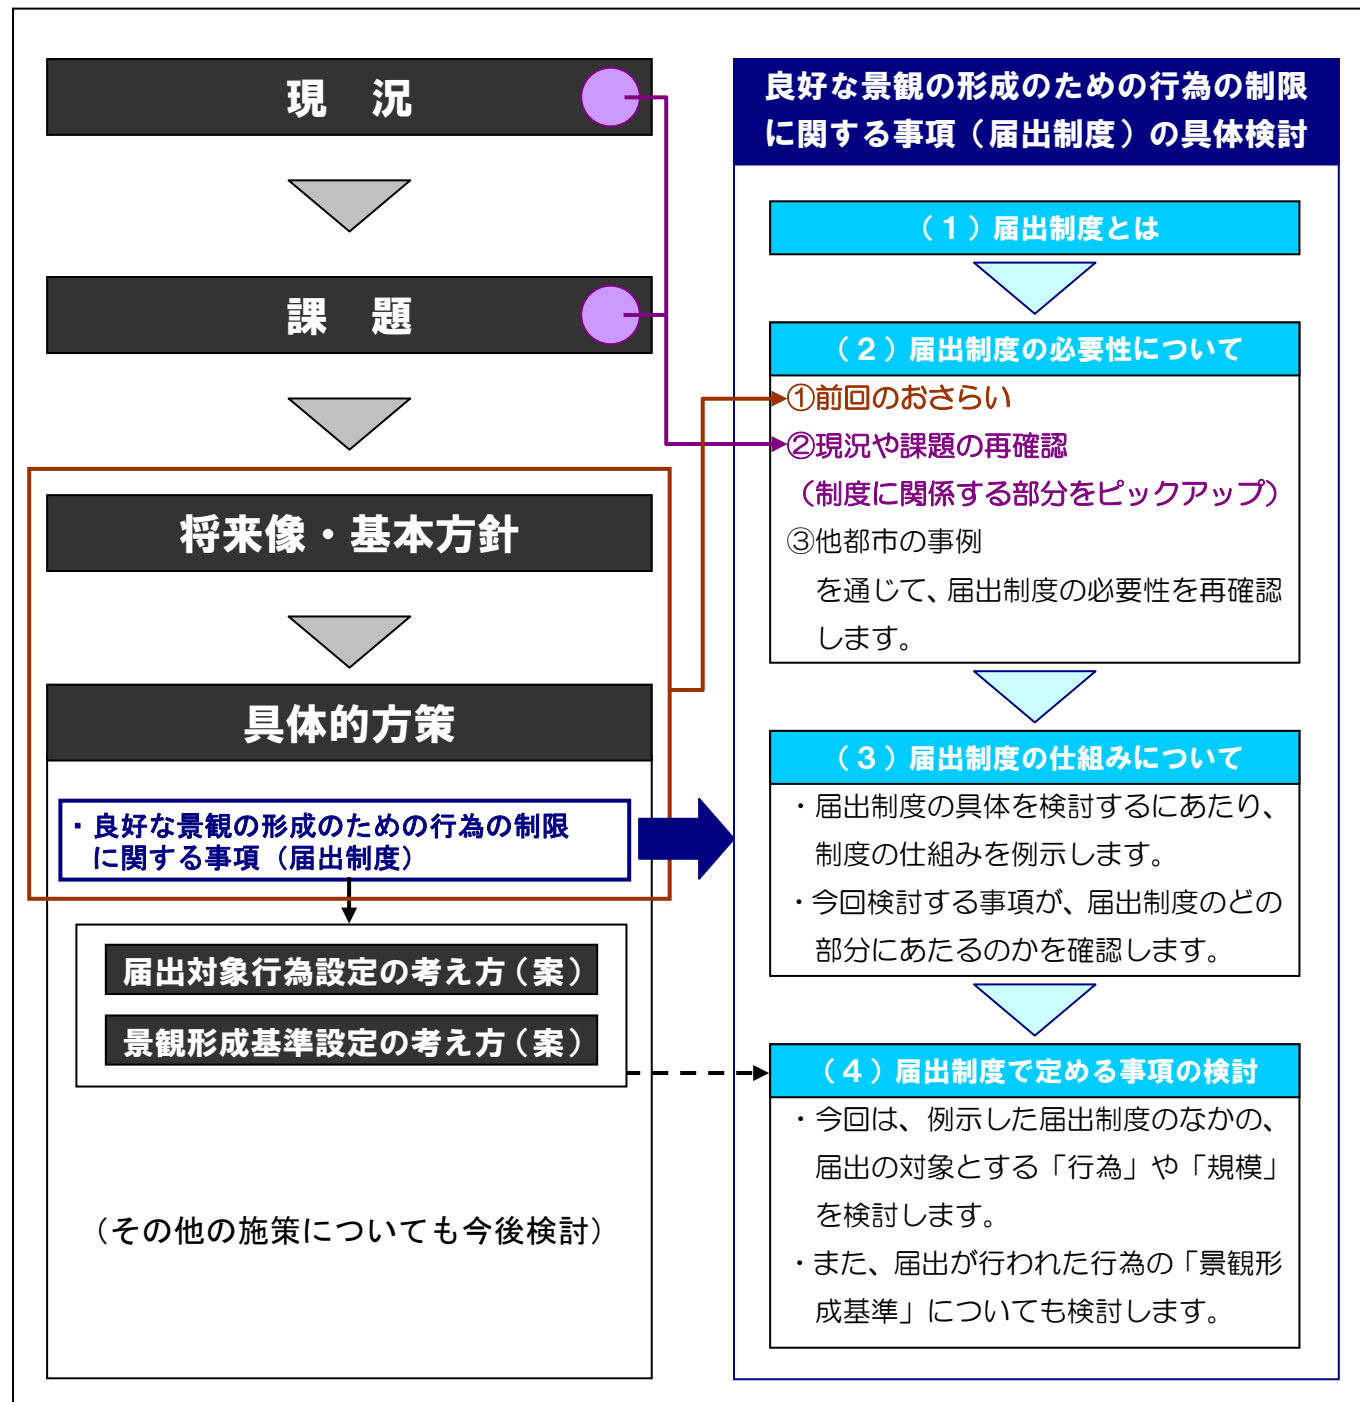 現　況
課　題
将来像・基本方針
具体的方策
・良好な景観の形成のための行為の制限
に関する事項（届出制度）
届出対象行為設定の考え方（案）
景観形成基準設定の考え方（案）
（その他の施策についても今後検討）
良好な景観の形成のための行為の制限
に関する事項（届出制度）の具体検討
（１）届出制度とは
（２）届出制度の必要性について
①前回のおさらい
②現況や課題の再確認
（制度に関係する部分をピックアップ）
③他都市の事例
を通じて、届出制度の必要性を再確認
します。
（３）届出制度の仕組みについて
・届出制度の具体を検討するにあたり、
制度の仕組みを例示します。
・今回検討する事項が、届出制度のどの
部分にあたるのかを確認します。
（４）届出制度で定める事項の検討
・今回は、例示した届出制度のなかの、
届出の対象とする「行為」や「規模」
を検討します。
・また、届出が行われた行為の「景観形
成基準」についても検討します。